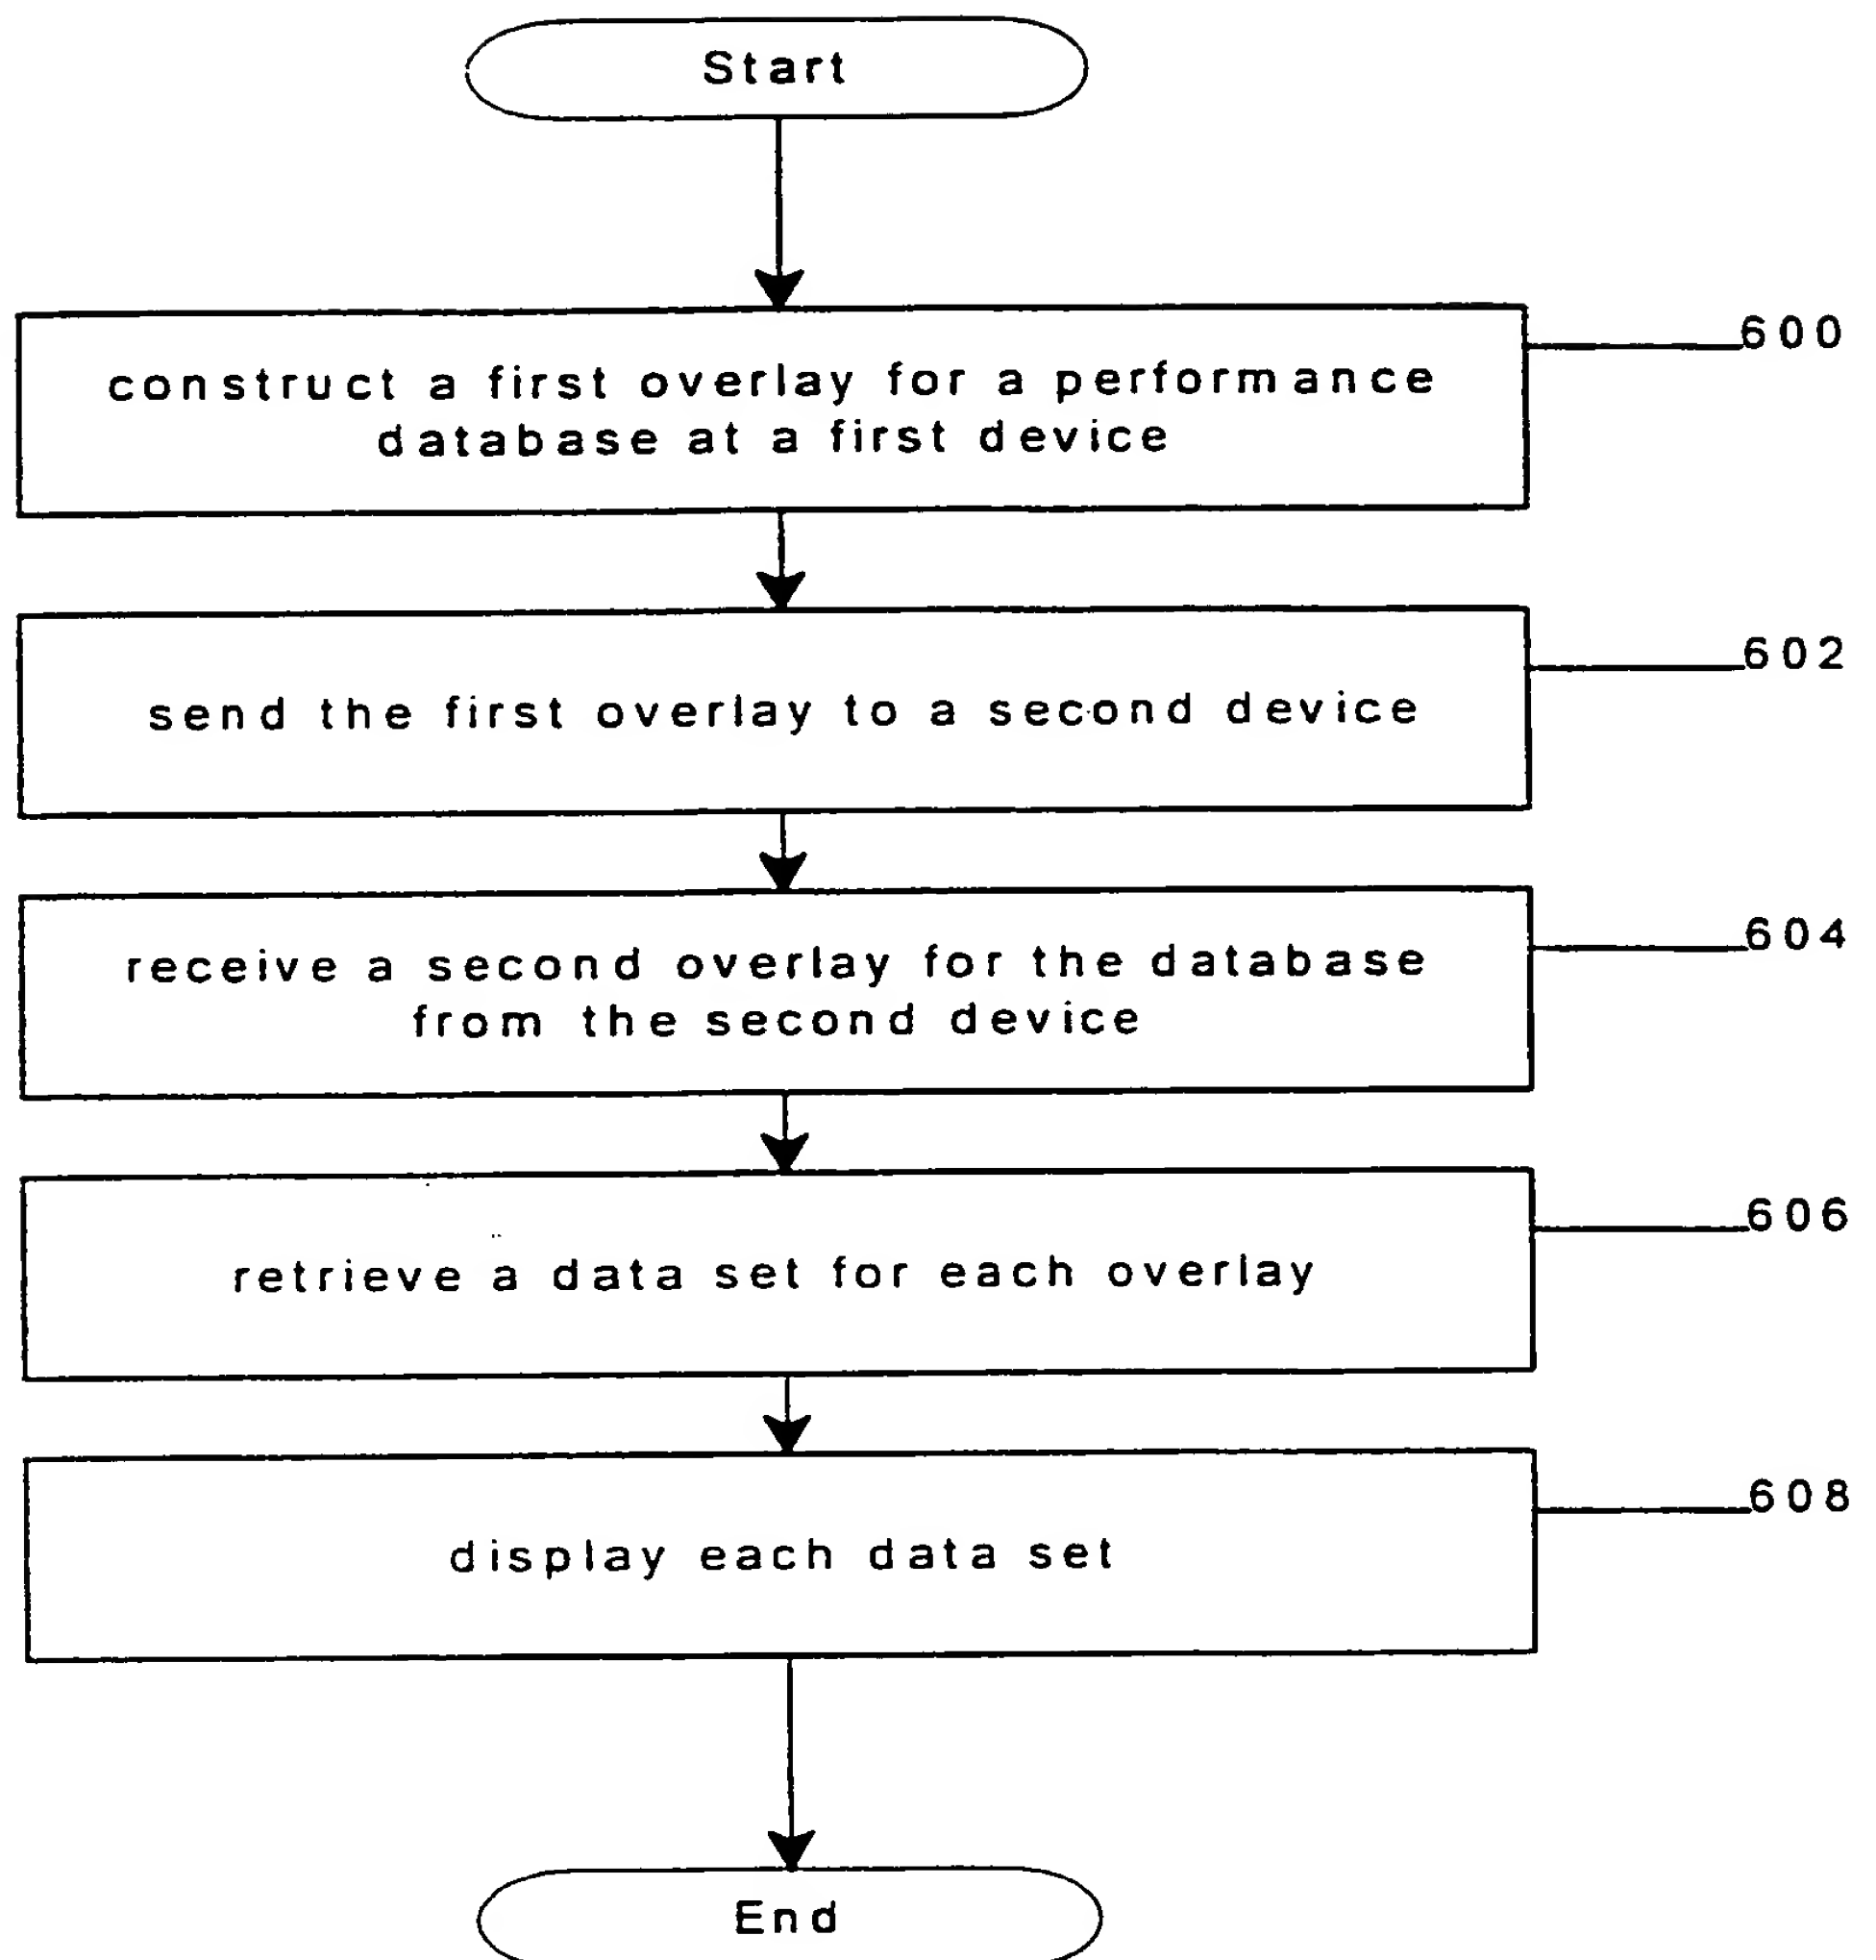 Start
600
construct a first overlay for a performance
database at a first device
602
send the first overlay to a second device
604
receive a second overlay for the database
from the second device
606
retrieve a data set for each overlay
608
display each data set
End